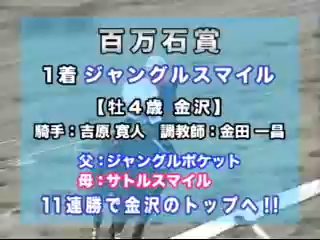 百万石賞
1着 ジャングルスマイル
【牡4歳 金沢】
騎手：吉原 寛人 調教師：金田 一昌
父：ジャングルポケット
母：サトルスマイル
11連勝で金沢のトップへ!!